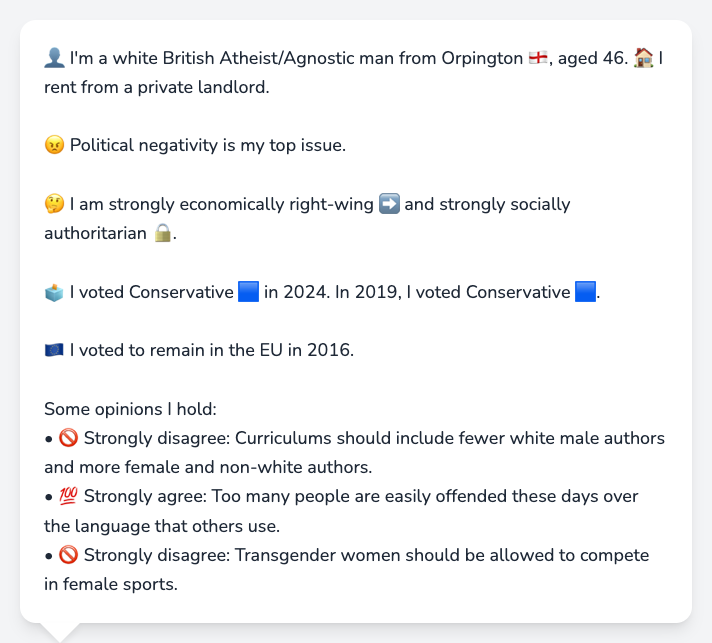 👤 I'm a white British Atheist/Agnostic man from Orpington 🏴󠁧󠁢󠁥󠁮󠁧󠁿, aged 46. 🏠 I
rent from a private landlord.
😠 Political negativity is my top issue.
🤔 I am strongly economically right-wing ➡️ and strongly socially
authoritarian 🔒.
🗳️ I voted Conservative 🟦 in 2024. In 2019, I voted Conservative 🟦.
🇪🇺 I voted to remain in the EU in 2016.
Some opinions I hold:
• 🚫 Strongly disagree: Curriculums should include fewer white male authors
and more female and non-white authors.
• 💯 Strongly agree: Too many people are easily offended these days over
the language that others use.
• 🚫 Strongly disagree: Transgender women should be allowed to compete
in female sports.